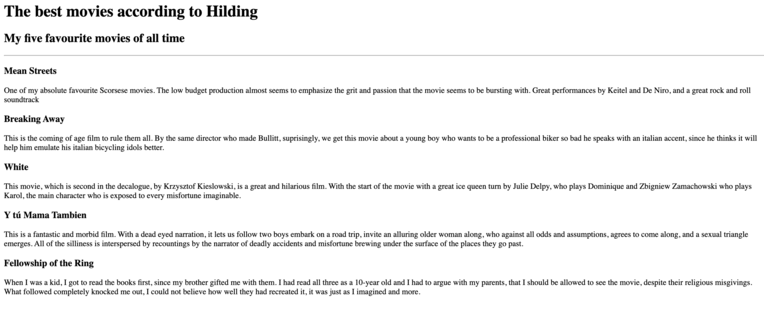 The best movies according to Hilding
My five favourite movies of all time
Mean Streets
One of my absolute favourite Scorsese movies. The low budget production almost seems to emphasize the grit and passion that the movie seems to be bursting with. Great performances by Keitel and De Niro, and a great rock and roll
soundtrack
Breaking Away
This is the coming of age film to rule them all. By the same director who made Bullitt, suprisingly, we get this movie about a young boy who wants to be a professional biker so bad he speaks with an italian accent, since he thinks it will
help him emulate his italian bicycling idols better.
White
This movie, which is second in the decalogue, by Krzysztof Kieslowski, is a great and hilarious film. With the start of the movie with a great ice queen turn by Julie Delpy, who plays Dominique and Zbigniew Zamachowski who plays
Karol, the main character who is exposed to every misfortune imaginable.
Y tú Mama Tambien
This is a fantastic and morbid film. With a dead eyed narration, it lets us follow two boys embark on a road trip, invite an alluring older woman along, who against all odds and assumptions, agrees to come along, and a sexual triangle
emerges. All of the silliness is interspersed by recountings by the narrator of deadly accidents and misfortune brewing under the surface of the places they go past.
Fellowship of the Ring
When I was a kid, I got to read the books first, since my brother gifted me with them. I had read all three as a 10-year old and I had to argue with my parents, that I should be allowed to see the movie, despite their religious misgivings.
What followed completely knocked me out, I could not believe how well they had recreated it, it was just as I imagined and more.